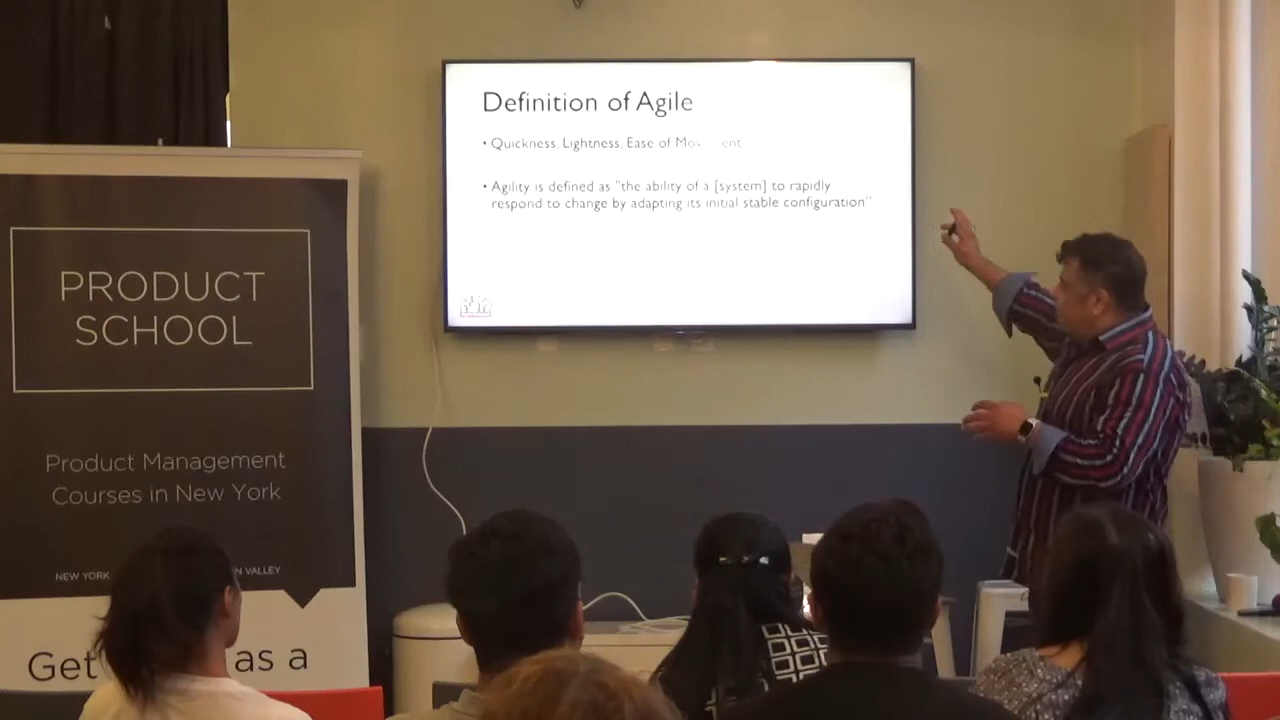 Definition of Agile
• Quickness, Lightness, Ease of
• Agility is defined as "the ability of a [system] to rapidly
respond to change by adapting its initial stable configuration"
PRODUCT
SCHOOL
Product Management
Courses in New York
NEW YORK
VALLEY
Get as a